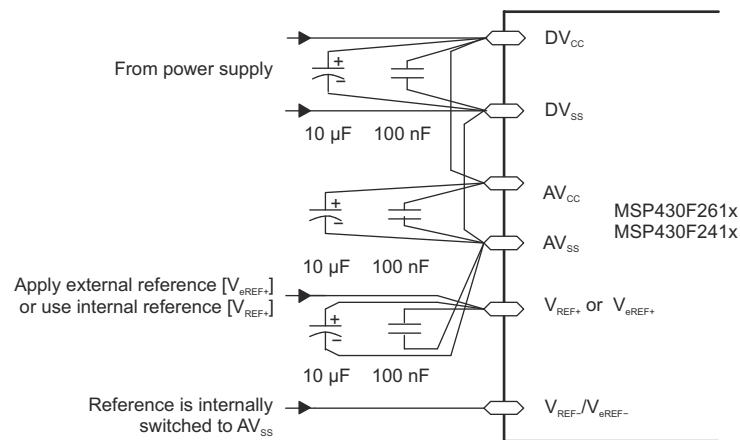 DVCC
From power supply
+
−
DVSS
10 µF 100 nF
AVCC
+
−
MSP430F261x
MSP430F241x
AVSS
10 µF 100 nF
Apply external reference [VeREF+]
or use internal reference [VREF+]
VREF+ or VeREF+
+
−
10 µF 100 nF
Reference is internally
switched to AVSS
VREF−/VeREF−